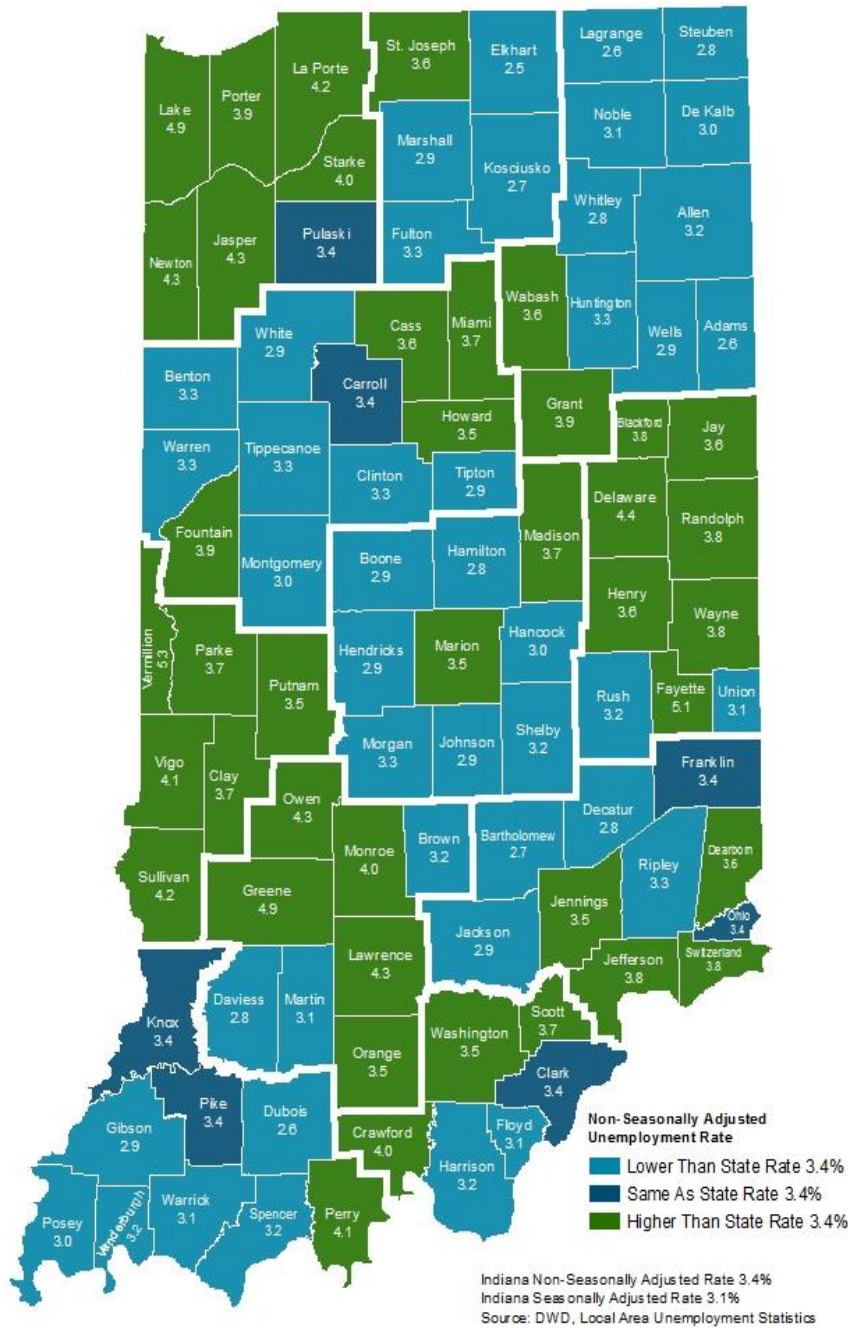 Lagrange
2.6
Steuben
2.8
St. Joseph
3.6
Elkhart
2.5
La Porte
4.2
Porter
3.9
Lake
4.9
Noble
3.1
De Kalb
3.0
Marshall
2.9
Starke
4.0
Kosciusko
2.7
Whitley
2.8
Allen
3.2
Pulaski
3.4
Fulton
3.3
Jasper
4.3
Newton
4.3
Wabash
3.6
Huntington
3.3
White
2.9
Cass
3.6
Miami
3.7
Wells
2.9
Adams
2.6
Benton
3.3
Carroll
3.4
Howard
3.5
Grant
3.9
Blackford
3.8
Jay
3.6
Warren
3.3
Tippecanoe
3.3
Clinton
3.3
Tipton
2.9
Delaware
4.4
Randolph
3.8
Fountain
3.9
Montgomery
3.0
Boone
2.9
Hamilton
2.8
Madison
3.7
Henry
3.6
Wayne
3.8
Vermillion
5.3
Parke
3.7
Putnam
3.5
Hendricks
2.9
Marion
3.5
Hancock
3.0
Rush
3.2
Fayette
5.1
Union
3.1
Vigo
4.1
Clay
3.7
Morgan
3.3
Johnson
2.9
Shelby
3.2
Franklin
3.4
Owen
4.3
Monroe
4.0
Brown
3.2
Bartholomew
2.7
Decatur
2.8
Ripley
3.3
Dearborn
3.6
Sullivan
4.2
Greene
4.9
Jennings
3.5
Ohio
3.4
Lawrence
4.3
Jackson
2.9
Jefferson
3.8
Switzerland
3.8
Knox
3.4
Daviess
2.8
Martin
3.1
Orange
3.5
Washington
3.5
Scott
3.7
Clark
3.4
Gibson
2.9
Pike
3.4
Dubois
2.6
Crawford
4.0
Floyd
3.1
Harrison
3.2
Posey
3.0
Vanderburgh
3.2
Warrick
3.1
Spencer
3.2
Perry
4.1
Non-Seasonally Adjusted
Unemployment Rate
Lower Than State Rate 3.4%
Same As State Rate 3.4%
Higher Than State Rate 3.4%
Indiana Non-Seasonally Adjusted Rate 3.4%
Indiana Seasonally Adjusted Rate 3.1%
Source: DWD, Local Area Unemployment Statistics